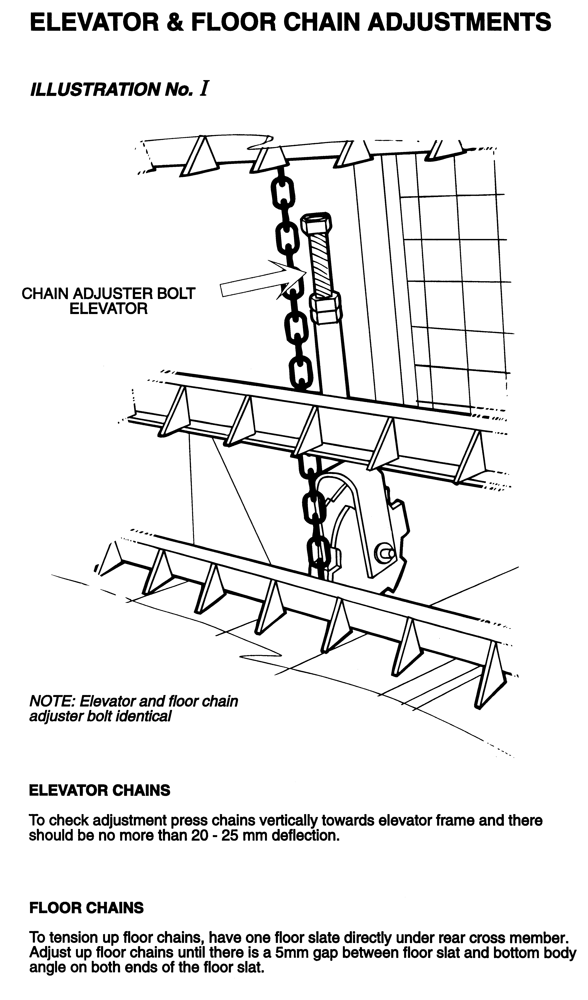 ELEVATOR & FLOOR CHAIN ADJUSTMENTS
ILLUSTRATION No. I
CHAIN ADJUSTER BOLT
ELEVATOR
NOTE: Elevator and floor chain
adjuster bolt identical
ELEVATOR CHAINS
To check adjustment press chains vertically towards elevator frame and there
should be no more than 20 - 25 mm deflection.
FLOOR CHAINS
To tension up floor chains, have one floor slate directly under rear cross member.
Adjust up floor chains until there is a 5mm gap between floor slat and bottom body
angle on both ends of the floor slat.